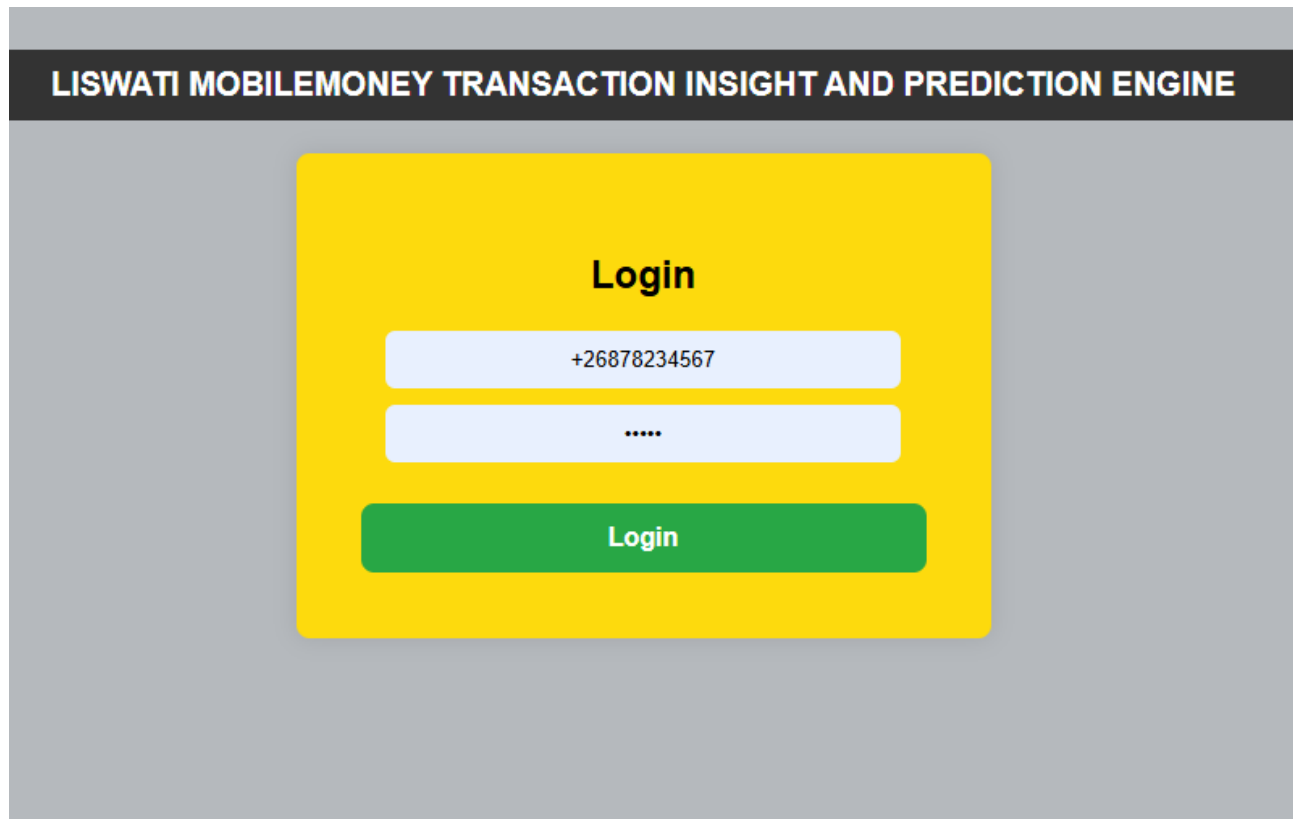 LISWATI MOBILEMONEY TRANSACTION INSIGHT AND PREDICTION ENGINE
Login
+26878234567
•••••
Login